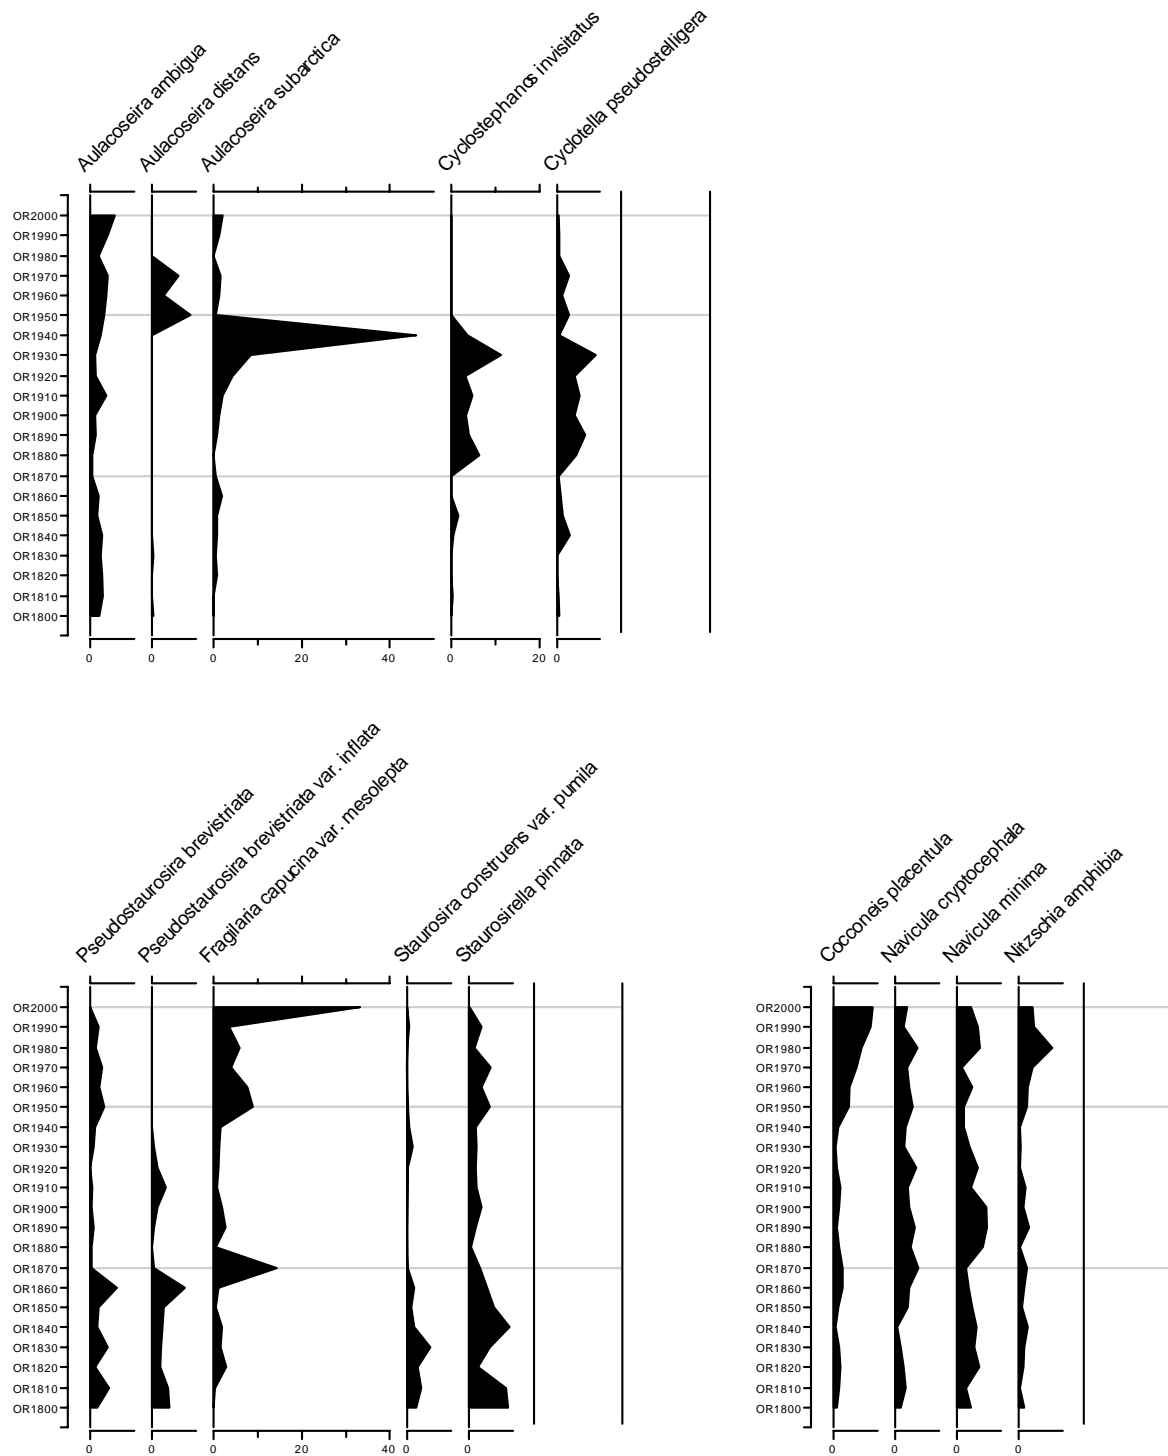 Aulacoseira ambigua
Aulacoseira distans
Aulacoseira subarctica
Cyclostephanos invisitatus
Cyclotella pseudostelligera
OR2000
OR1990
OR1980
OR1970
OR1960
OR1950
OR1940
OR1930
OR1920
OR1910
OR1900
OR1890
OR1880
OR1870
OR1860
OR1850
OR1840
OR1830
OR1820
OR1810
OR1800
0 0 0 20 40 0 20 0
Pseudostaurosira brevistriata
Pseudostaurosira brevistriata var. inflata
Fragilaria capucina var. mesolepta
Staurosira construens var. pumila
Staurosirella pinnata
OR2000
OR1990
OR1980
OR1970
OR1960
OR1950
OR1940
OR1930
OR1920
OR1910
OR1900
OR1890
OR1880
OR1870
OR1860
OR1850
OR1840
OR1830
OR1820
OR1810
OR1800
0 0 0 20 40 0 0
Cocconeis placentula
Navicula cryptocephala
Navicula minima
Nitzschia amphibia
OR2000
OR1990
OR1980
OR1970
OR1960
OR1950
OR1940
OR1930
OR1920
OR1910
OR1900
OR1890
OR1880
OR1870
OR1860
OR1850
OR1840
OR1830
OR1820
OR1810
OR1800
0 0 0 0